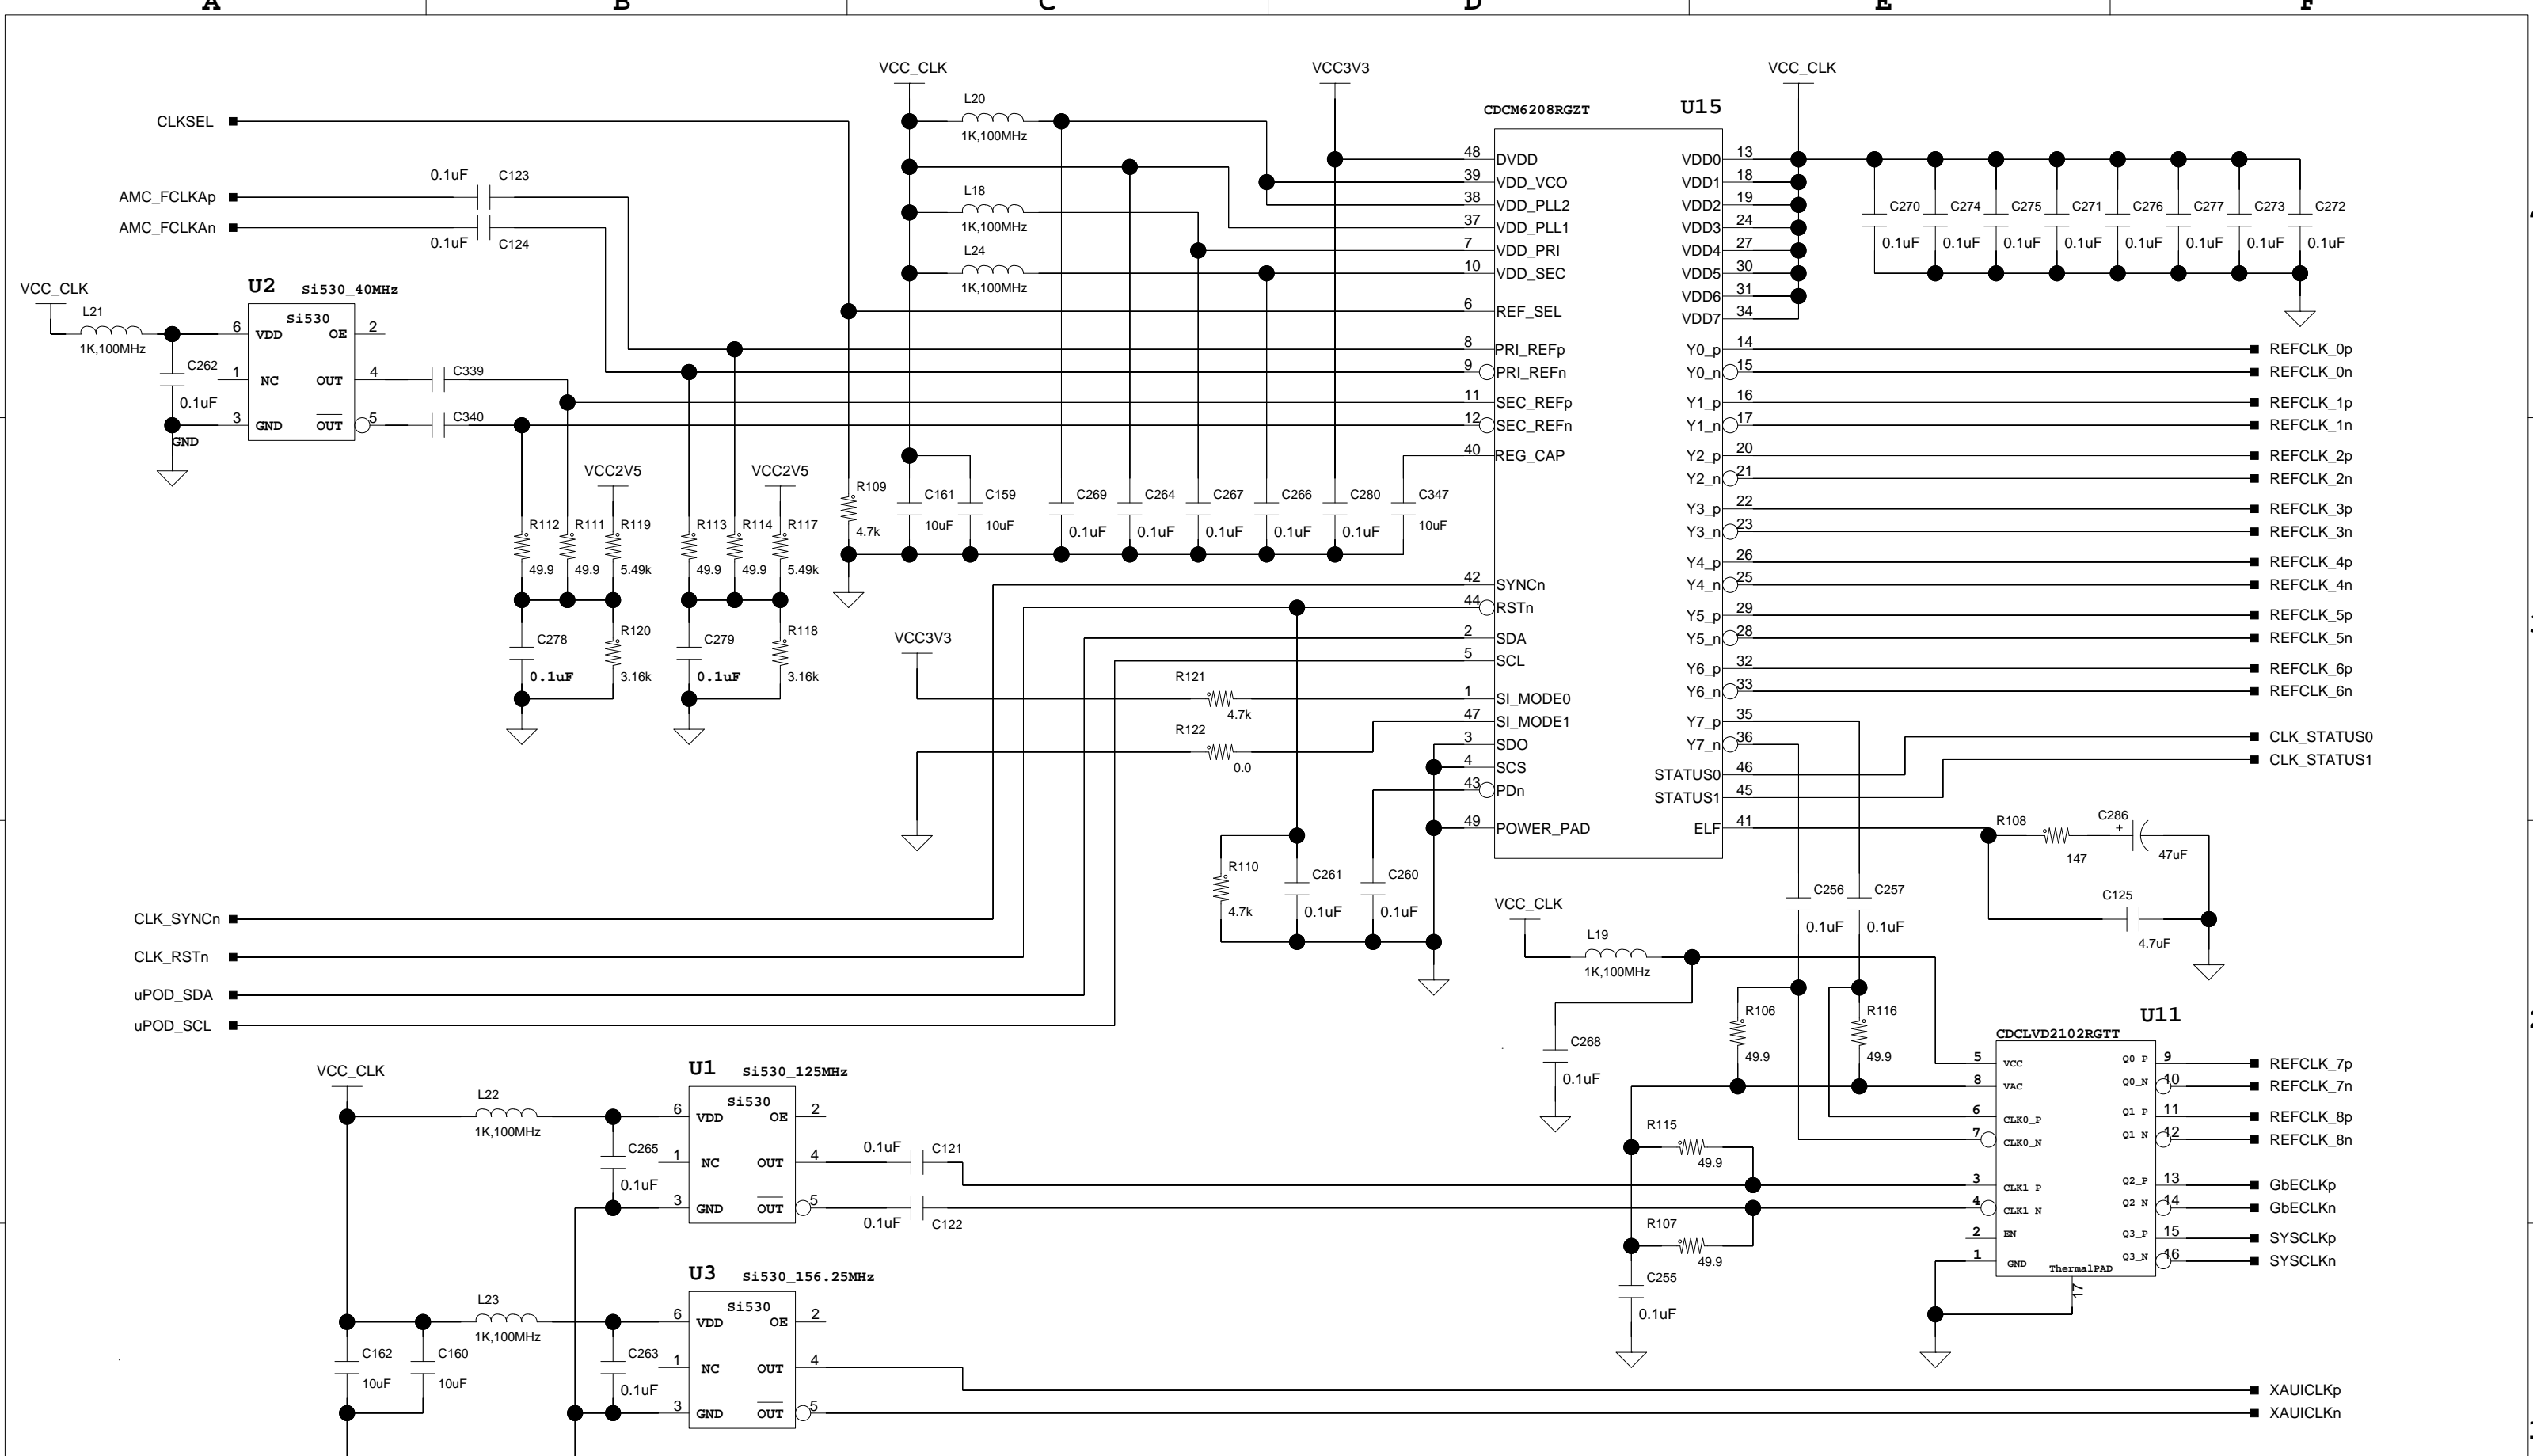 A B C D E F
VCC_CLK VCC3V3 VCC_CLK
L20
1K,100MHz
CLKSEL
CDCM6208RGZT U15
AMC_FCLKAp
0.1uF C123
AMC_FCLKAn
0.1uF C124
L18
1K,100MHz
L24
1K,100MHz
48 DVDD VDD0 13
39 VDD_VCO VDD1 18
38 VDD_PLL2 VDD2 19
37 VDD_PLL1 VDD3 24
7 VDD_PRI VDD4 27
10 VDD_SEC VDD5 30
VDD6 31
6 REF_SEL VDD7 34
8 PRI_REFp Y0_p 14 REFCLK_0p
9 PRI_REFn Y0_n 15 REFCLK_0n
11 SEC_REFp Y1_p 16 REFCLK_1p
12 SEC_REFn Y1_n 17 REFCLK_1n
40 REG_CAP Y2_p 20 REFCLK_2p
Y2_n 21 REFCLK_2n
Y3_p 22 REFCLK_3p
Y3_n 23 REFCLK_3n
Y4_p 26 REFCLK_4p
42 SYNCn Y4_n 25 REFCLK_4n
44 RSTn Y5_p 29 REFCLK_5p
2 SDA Y5_n 28 REFCLK_5n
5 SCL Y6_p 32 REFCLK_6p
1 SI_MODE0 Y6_n 33 REFCLK_6n
47 SI_MODE1 Y7_p 35
3 SDO Y7_n 36 CLK_STATUS0
4 SCS STATUS0 46 CLK_STATUS1
43 PDn STATUS1 45
49 POWER_PAD ELF 41
C270 C274 C275 C271 C276 C277 C273 C272
0.1uF 0.1uF 0.1uF 0.1uF 0.1uF 0.1uF 0.1uF 0.1uF
VCC_CLK
L21
1K,100MHz
U2 Si530_40MHz
Si530
6 VDD OE 2
1 NC OUT 4
3 GND OUT 5
C262
0.1uF
GND
C339
C340
VCC2V5 VCC2V5
R112 R111 R119 R113 R114 R117
49.9 49.9 5.49k 49.9 49.9 5.49k
C278 R120 C279 R118
0.1uF 3.16k 0.1uF 3.16k
R109
4.7k
C161 C159 C269 C264 C267 C266 C280 C347
10uF 10uF 0.1uF 0.1uF 0.1uF 0.1uF 0.1uF 10uF
VCC3V3
R121
4.7k
R122
0.0
R110 C261 C260
4.7k 0.1uF 0.1uF
R108 C286
+
147 47uF
C125
4.7uF
C256 C257
0.1uF 0.1uF
CLK_SYNCn
CLK_RSTn
uPOD_SDA
uPOD_SCL
VCC_CLK
L19
1K,100MHz
C268
0.1uF
R106 R116
49.9 49.9
U11
CDCLVD2102RGTT
5 VCC Q0_P 9 REFCLK_7p
8 VAC Q0_N 10 REFCLK_7n
6 CLK0_P Q1_P 11 REFCLK_8p
7 CLK0_N Q1_N 12 REFCLK_8n
3 CLK1_P Q2_P 13 GbECLKp
4 CLK1_N Q2_N 14 GbECLKn
2 EN Q3_P 15 SYSCLKp
1 GND Q3_N 16 SYSCLKn
ThermalPAD
17
R115
49.9
R107
49.9
C255
0.1uF
VCC_CLK
L22
1K,100MHz
U1 Si530_125MHz
Si530
6 VDD OE 2
1 NC OUT 4
3 GND OUT 5
C265
0.1uF
0.1uF C121
0.1uF C122
U3 Si530_156.25MHz
Si530
6 VDD OE 2
1 NC OUT 4
3 GND OUT 5
L23
1K,100MHz
C162 C160 C263
10uF 10uF 0.1uF
XAUICLKp
XAUICLKn